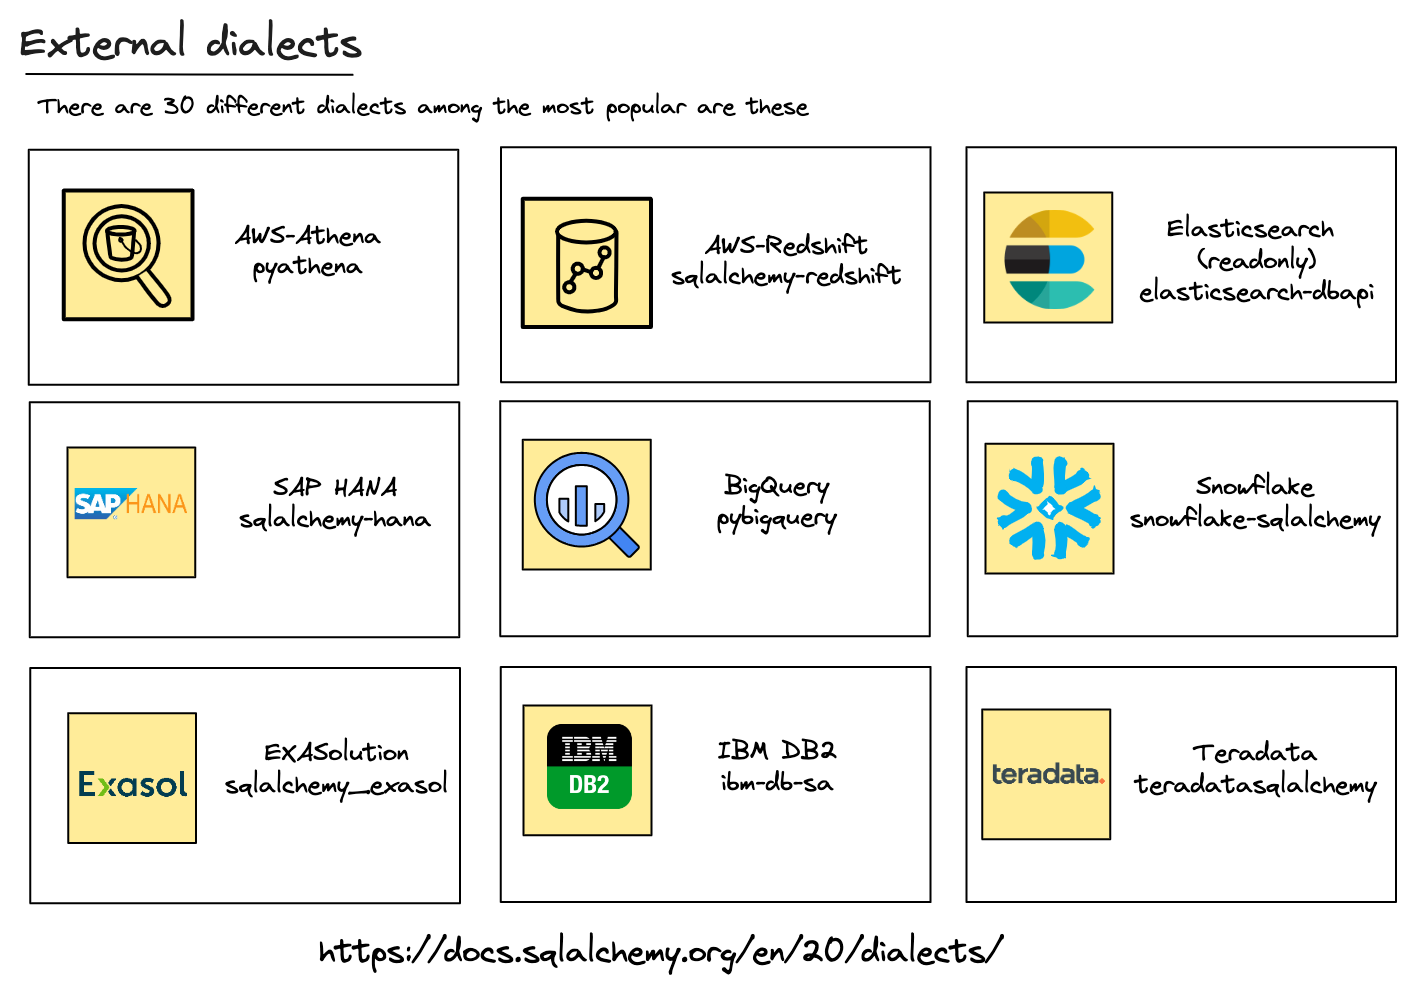 External dialects
There are 30 different dialects among the most popular are these
AWS-Athena
pyathena
AWS-Redshift
sqlalchemy-redshift
Elasticsearch
(readonly)
elasticsearch-dbapi
SAP HANA
SAP HANA
sqlalchemy-hana
BigQuery
pybigquery
Snowflake
snowflake-sqlalchemy
Exasol
EXASolution
sqlalchemy_exasol
IBM
DB2
IBM DB2
ibm-db-sa
teradata.
Teradata
teradatasqlalchemy
https://docs.sqlalchemy.org/en/20/dialects/